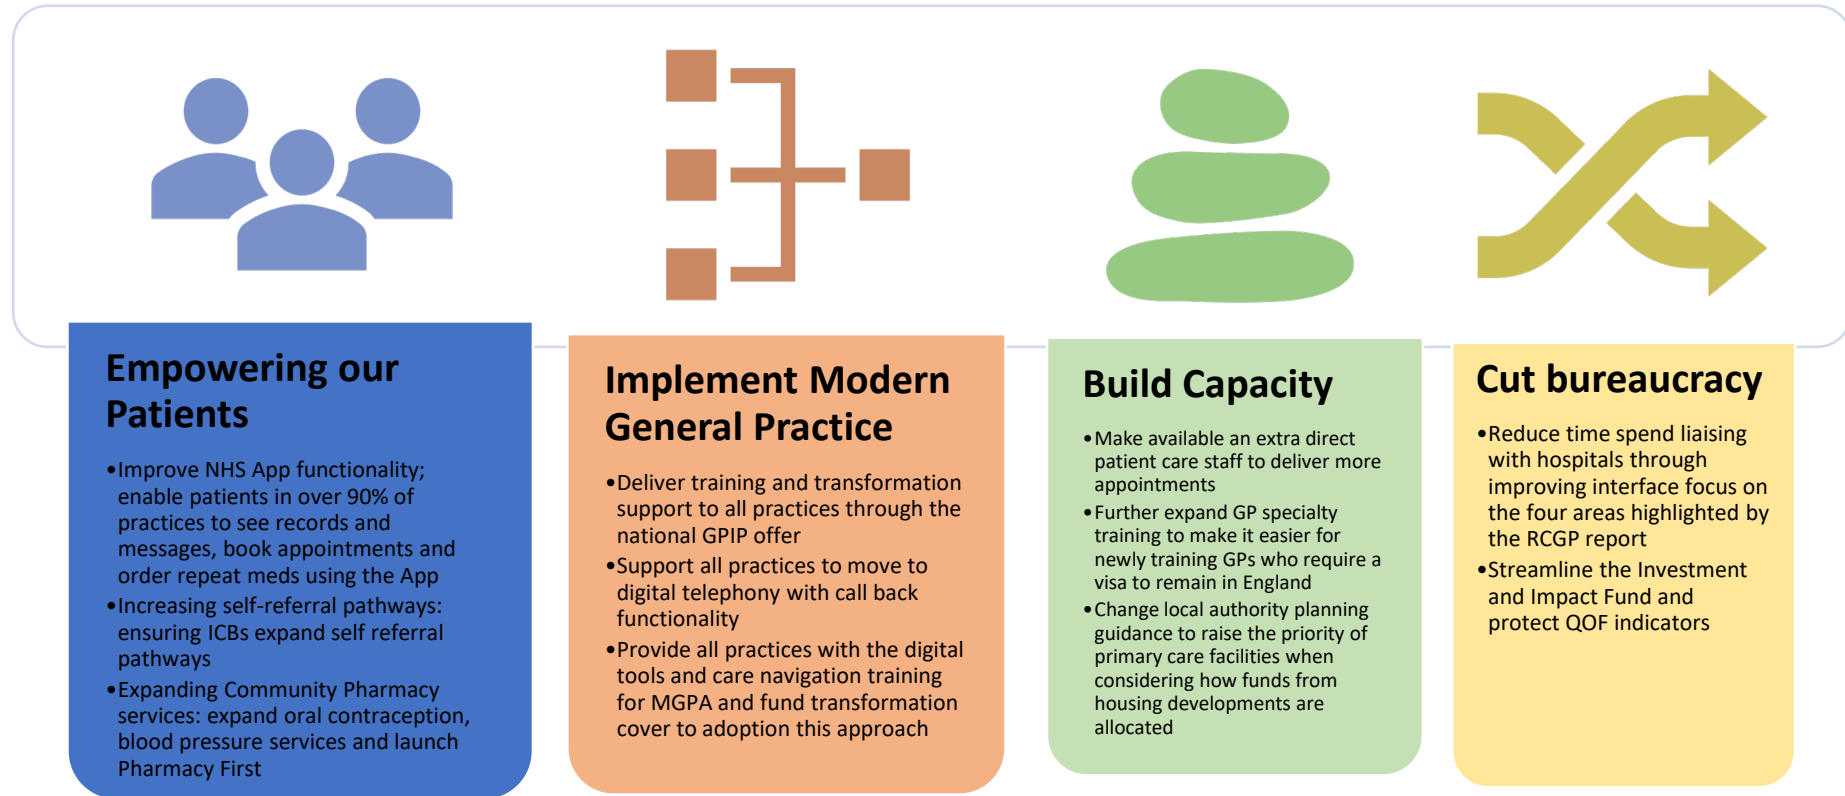 Empowering our
Patients
•Improve NHS App functionality;
enable patients in over 90% of
practices to see records and
messages, book appointments and
order repeat meds using the App
•Increasing self-referral pathways:
ensuring ICBs expand self referral
pathways
•Expanding Community Pharmacy
services: expand oral contraception,
blood pressure services and launch
Pharmacy First
Implement Modern
General Practice
•Deliver training and transformation
support to all practices through the
national GPIP offer
•Support all practices to move to
digital telephony with call back
functionality
•Provide all practices with the digital
tools and care navigation training
for MGPA and fund transformation
cover to adoption this approach
Build Capacity
•Make available an extra direct
patient care staff to deliver more
appointments
•Further expand GP specialty
training to make it easier for
newly training GPs who require a
visa to remain in England
•Change local authority planning
guidance to raise the priority of
primary care facilities when
considering how funds from
housing developments are
allocated
Cut bureaucracy
•Reduce time spend liaising
with hospitals through
improving interface focus on
the four areas highlighted by
the RCGP report
•Streamline the Investment
and Impact Fund and
protect QOF indicators